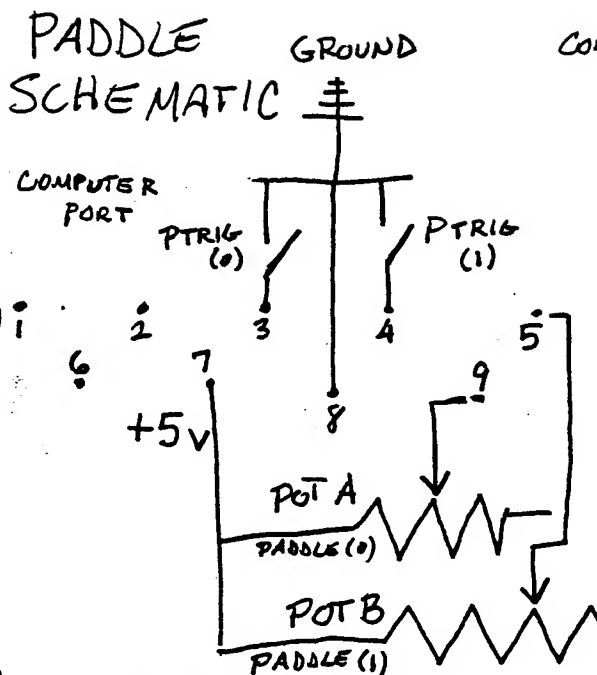 PADDLE
SCHEMATIC
GROUND
COMPUTER
PORT
PTRIG
(0)
PTRIG
(1)
1
2
3
4
5
6
7
8
9
+5V
POT A
PADDLE(0)
POT B
PADDLE(1)